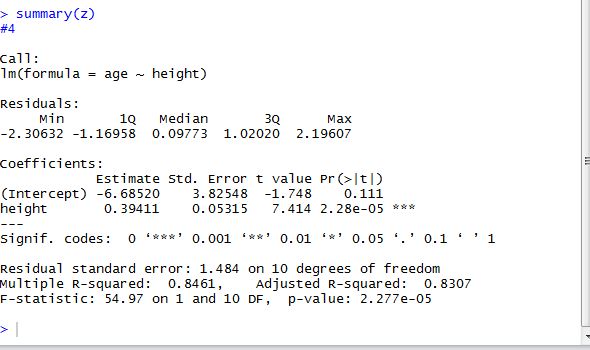 > summary(z)
#4
Call:
lm(formula = age ~ height)
Residuals:
     Min       1Q   Median       3Q      Max
-2.30632 -1.16958  0.09773  1.02020  2.19607
Coefficients:
            Estimate Std. Error t value Pr(>|t|)
(Intercept) -6.68520    3.82548  -1.748    0.111
height       0.39411    0.05315   7.414 2.28e-05 ***
---
Signif. codes:  0 ‘***’ 0.001 ‘**’ 0.01 ‘*’ 0.05 ‘.’ 0.1 ‘ ’ 1
Residual standard error: 1.484 on 10 degrees of freedom
Multiple R-squared:  0.8461,    Adjusted R-squared:  0.8307
F-statistic: 54.97 on 1 and 10 DF,  p-value: 2.277e-05
>